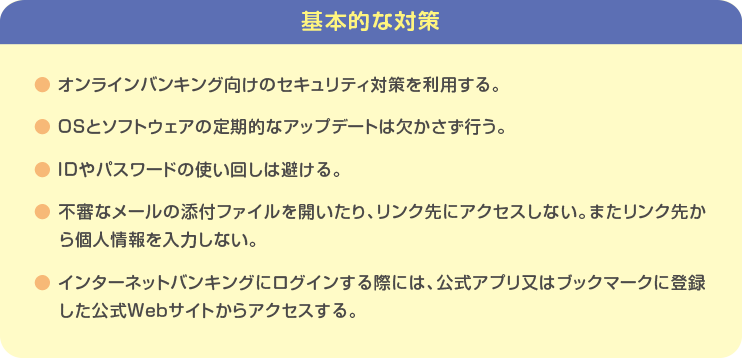 基本的な対策
● オンラインバンキング向けのセキュリティ対策を利用する。
● OSとソフトウェアの定期的なアップデートは欠かさず行う。
● IDやパスワードの使い回しは避ける。
● 不審なメールの添付ファイルを開いたり、リンク先にアクセスしない。またリンク先か
ら個人情報を入力しない。
● インターネットバンキングにログインする際には、公式アプリ又はブックマークに登録
した公式Webサイトからアクセスする。